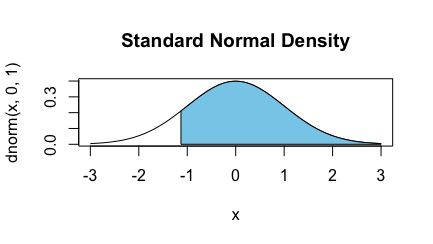 Standard Normal Density
dnorm(x, 0, 1)
0.3
0.0
-3 -2 -1 0 1 2 3
x